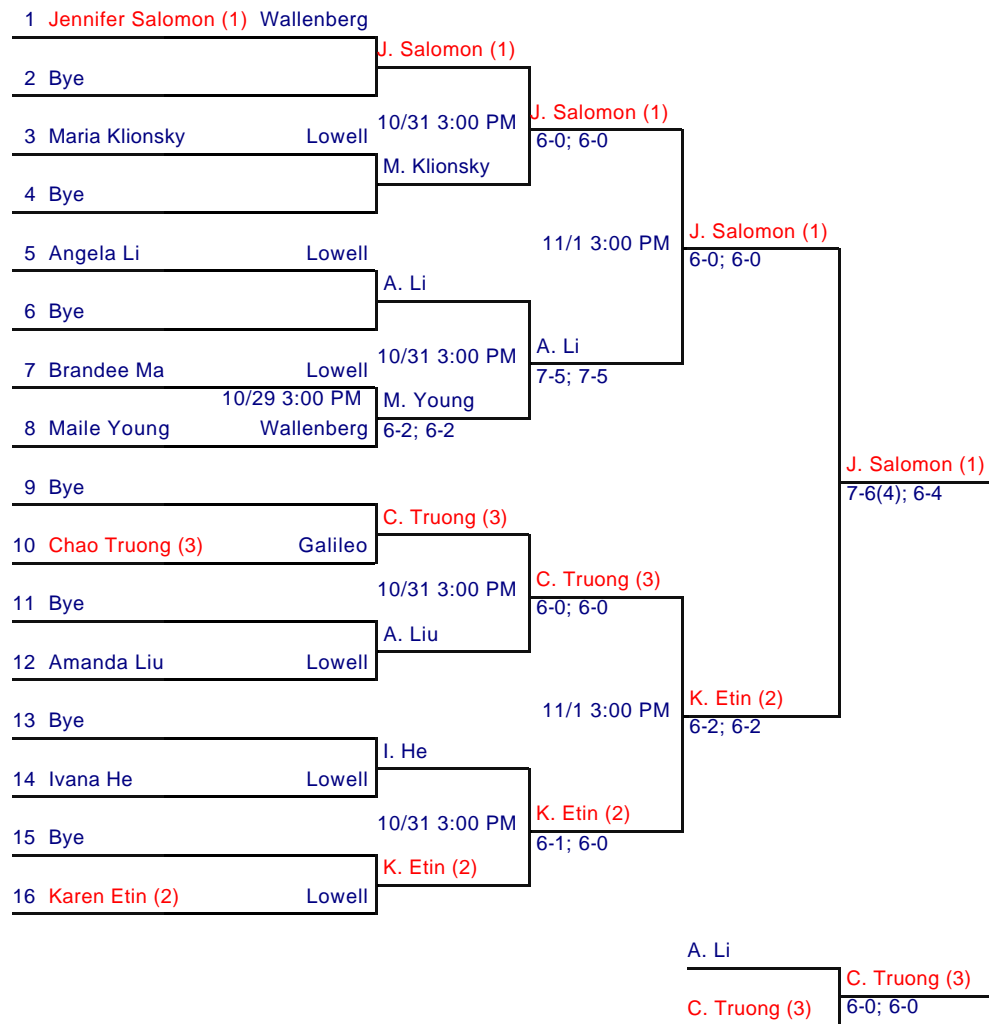 1 Jennifer Salomon (1) Wallenberg
J. Salomon (1)
2 Bye
10/31 3:00 PM
J. Salomon (1)
6-0; 6-0
3 Maria Klionsky Lowell
M. Klionsky
4 Bye
11/1 3:00 PM
J. Salomon (1)
6-0; 6-0
5 Angela Li Lowell
A. Li
6 Bye
10/31 3:00 PM
A. Li
7-5; 7-5
7 Brandee Ma Lowell
10/29 3:00 PM
M. Young
6-2; 6-2
8 Maile Young Wallenberg
J. Salomon (1)
7-6(4); 6-4
9 Bye
C. Truong (3)
10 Chao Truong (3) Galileo
10/31 3:00 PM
C. Truong (3)
6-0; 6-0
11 Bye
A. Liu
12 Amanda Liu Lowell
11/1 3:00 PM
K. Etin (2)
6-2; 6-2
13 Bye
I. He
14 Ivana He Lowell
10/31 3:00 PM
K. Etin (2)
6-1; 6-0
15 Bye
K. Etin (2)
16 Karen Etin (2) Lowell
A. Li
C. Truong (3)
C. Truong (3)
6-0; 6-0